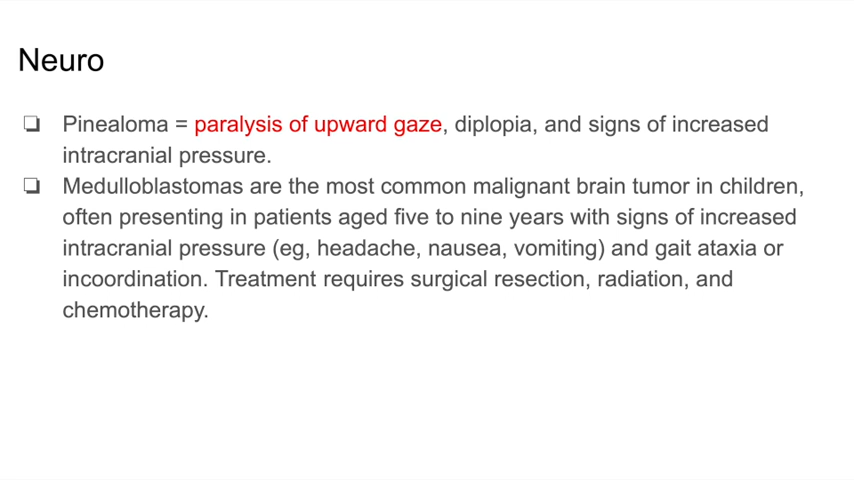 Neuro
❏ Pinealoma = paralysis of upward gaze, diplopia, and signs of increased
intracranial pressure.
❏ Medulloblastomas are the most common malignant brain tumor in children,
often presenting in patients aged five to nine years with signs of increased
intracranial pressure (eg, headache, nausea, vomiting) and gait ataxia or
incoordination. Treatment requires surgical resection, radiation, and
chemotherapy.